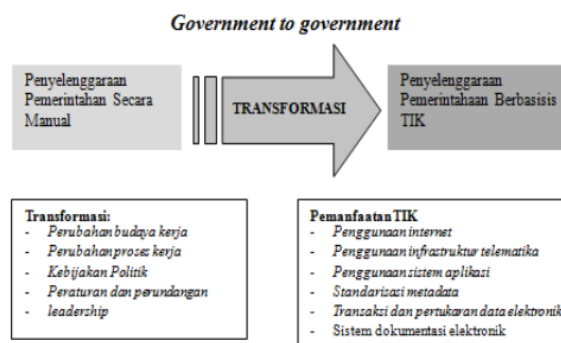 Government to government
Penyelenggaraan
Pemerintahan Secara
Manual
TRANSFORMASI
Penyelenggaraan
Pemerintahaan Berbasisis
TIK
Transformasi:
- Perubahan budaya kerja
- Perubahan proses kerja
- Kebijakan Politik
- Peraturan dan perundangan
- leadership
Pemanfaatan TIK
- Penggunaan internet
- Penggunaan infrastruktur telematika
- Penggunaan sistem aplikasi
- Standarisasi metadata
- Transaksi dan pertukaran data elektronik
- Sistem dokumentasi elektronik